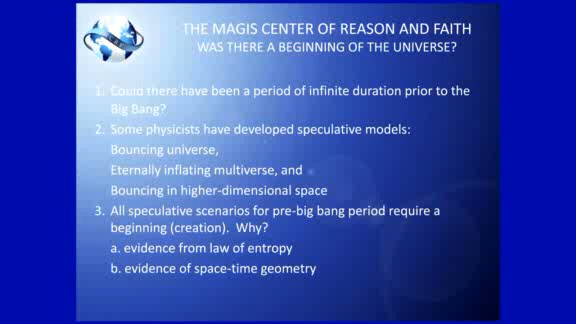 THE MAGIS CENTER OF REASON AND FAITH
WAS THERE A BEGINNING OF THE UNIVERSE?
1. Could there have been a period of infinite duration prior to the
Big Bang?
2. Some physicists have developed speculative models:
Bouncing universe,
Eternally inflating multiverse, and
Bouncing in higher-dimensional space
3. All speculative scenarios for pre-big bang period require a
beginning (creation). Why?
a. evidence from law of entropy
b. evidence of space-time geometry